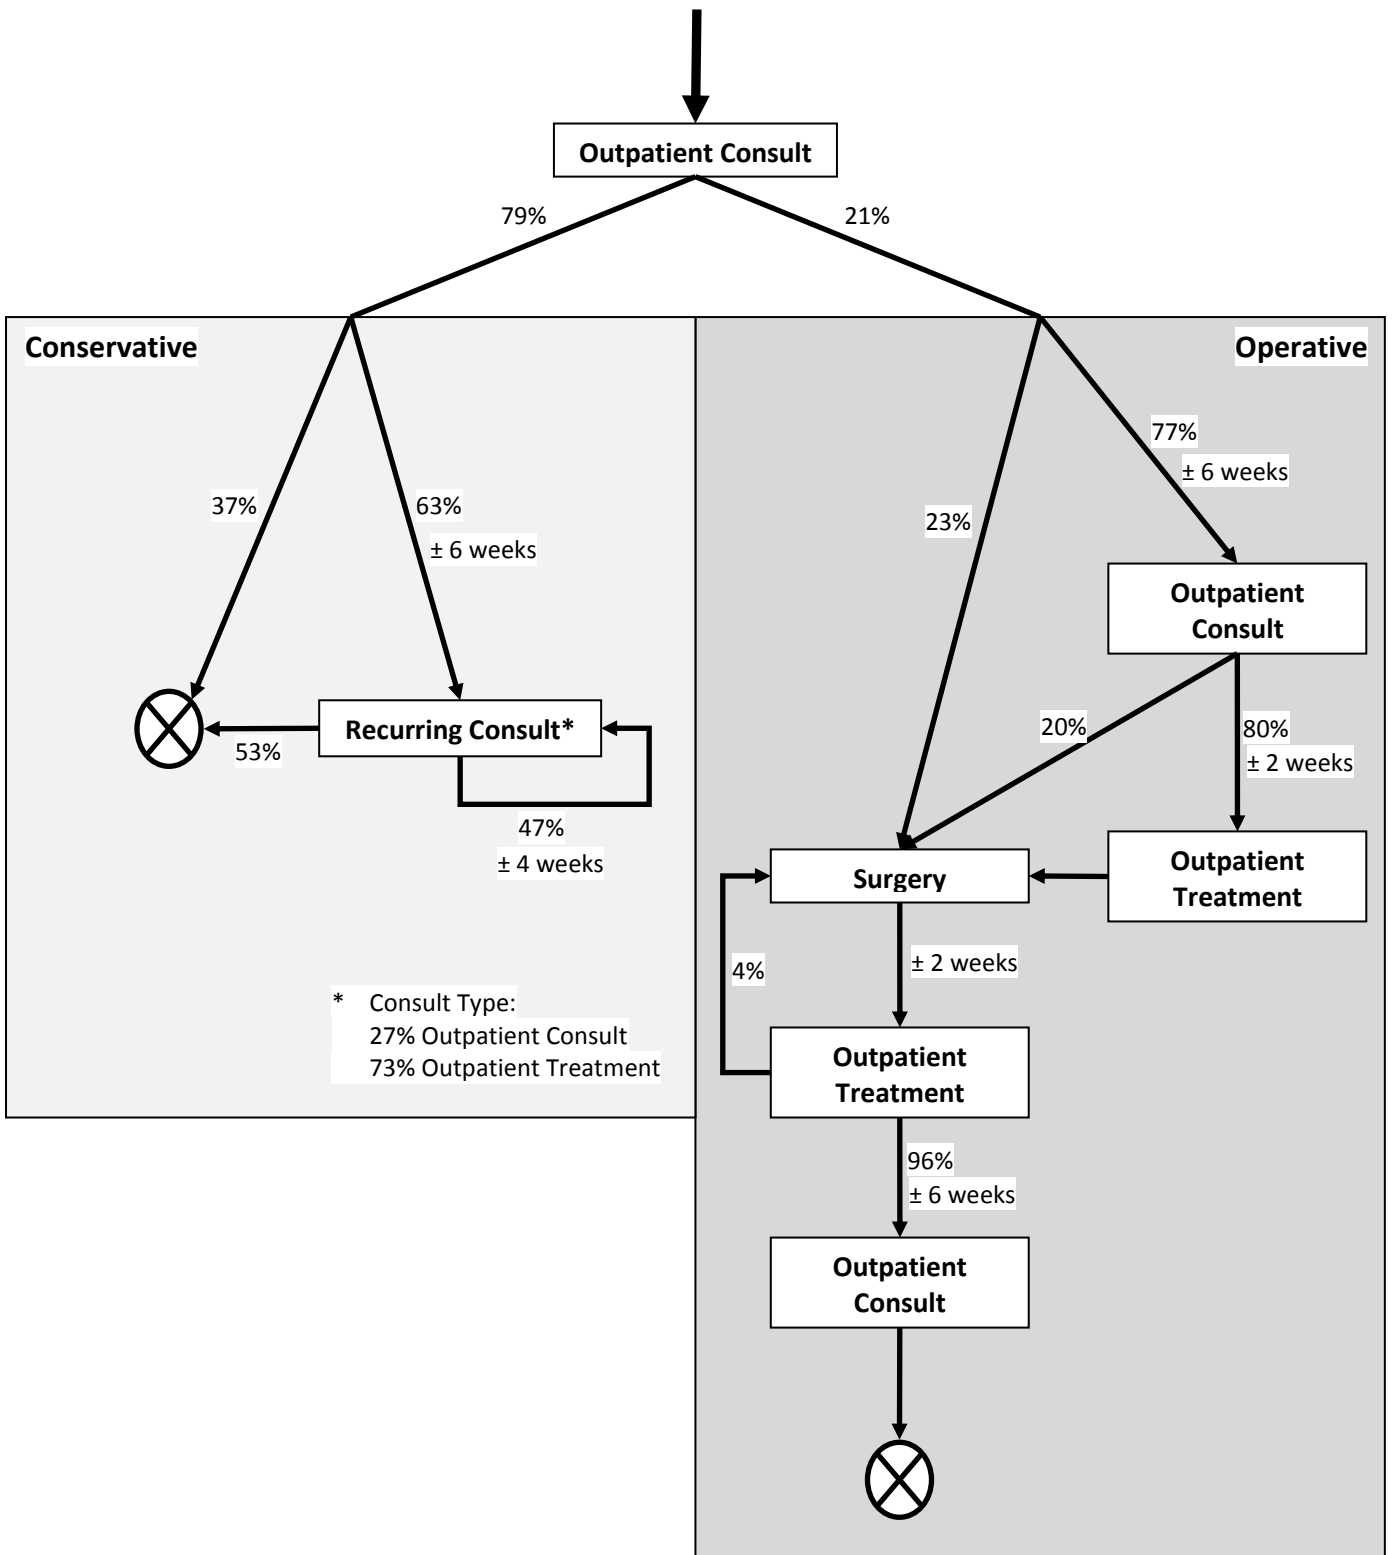 Outpatient Consult
79%
21%
Conservative
Operative
77%
± 6 weeks
37%
63%
± 6 weeks
23%
Outpatient
Consult
Recurring Consult*
53%
47%
± 4 weeks
20%
80%
± 2 weeks
Surgery
Outpatient
Treatment
4%
± 2 weeks
* Consult Type:
27% Outpatient Consult
73% Outpatient Treatment
Outpatient
Treatment
96%
± 6 weeks
Outpatient
Consult